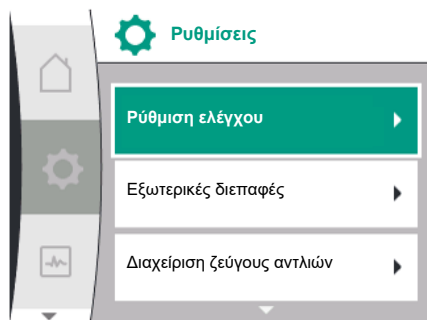 Ρυθμίσεις
Ρύθμιση ελέγχου
Εξωτερικές διεπαφές
Διαχείριση ζεύγους αντλιών